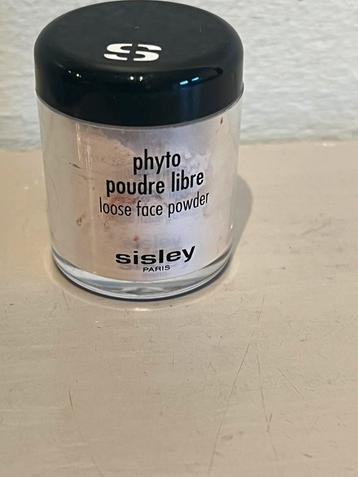 S
phyto
poudre libre
loose face powder
sisley
PARIS